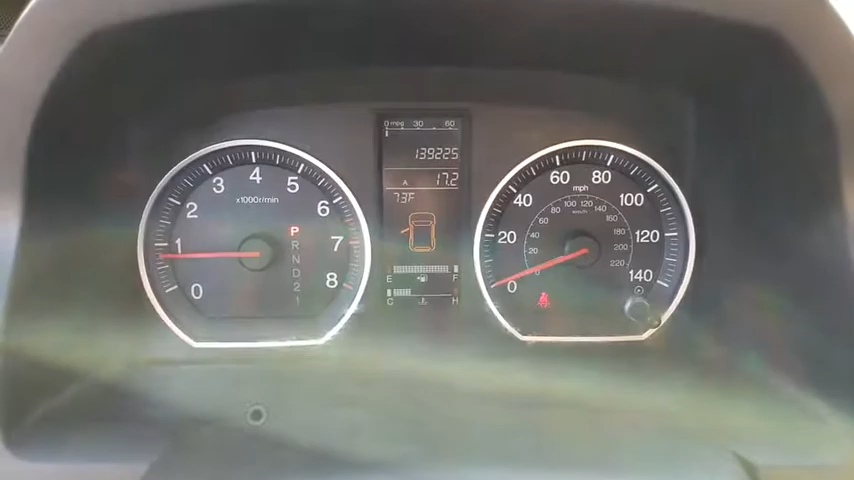 0 mpg 30 60
139225
A 17.2
73°F
E F
C H
0
1
2
3
4
5
6
7
8
x1000r/min
P
R
N
D
2
1
0
20
40
60
80
100
120
140
mph
km/h
20
40
60
80
100
120
140
160
180
200
220